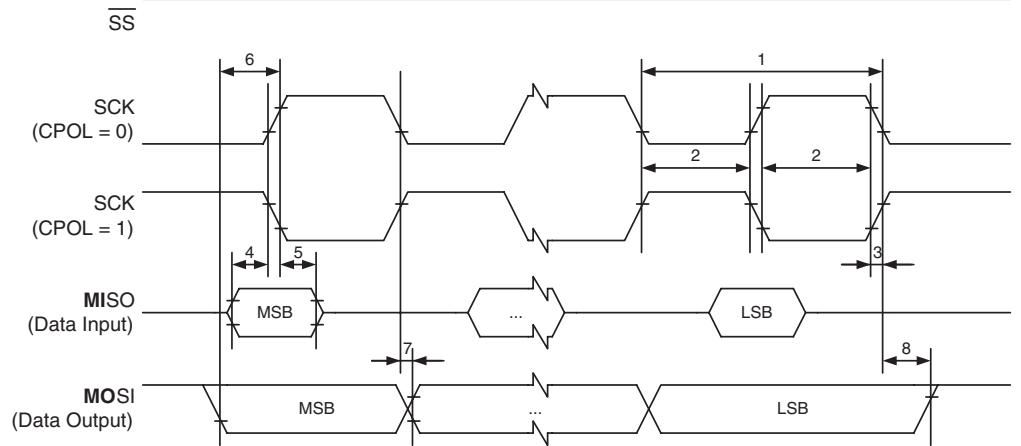 SS
6
1
SCK
(CPOL = 0)
2
2
SCK
(CPOL = 1)
4
5
3
MISO
(Data Input)
MSB
...
LSB
7
8
MOSI
(Data Output)
MSB
...
LSB